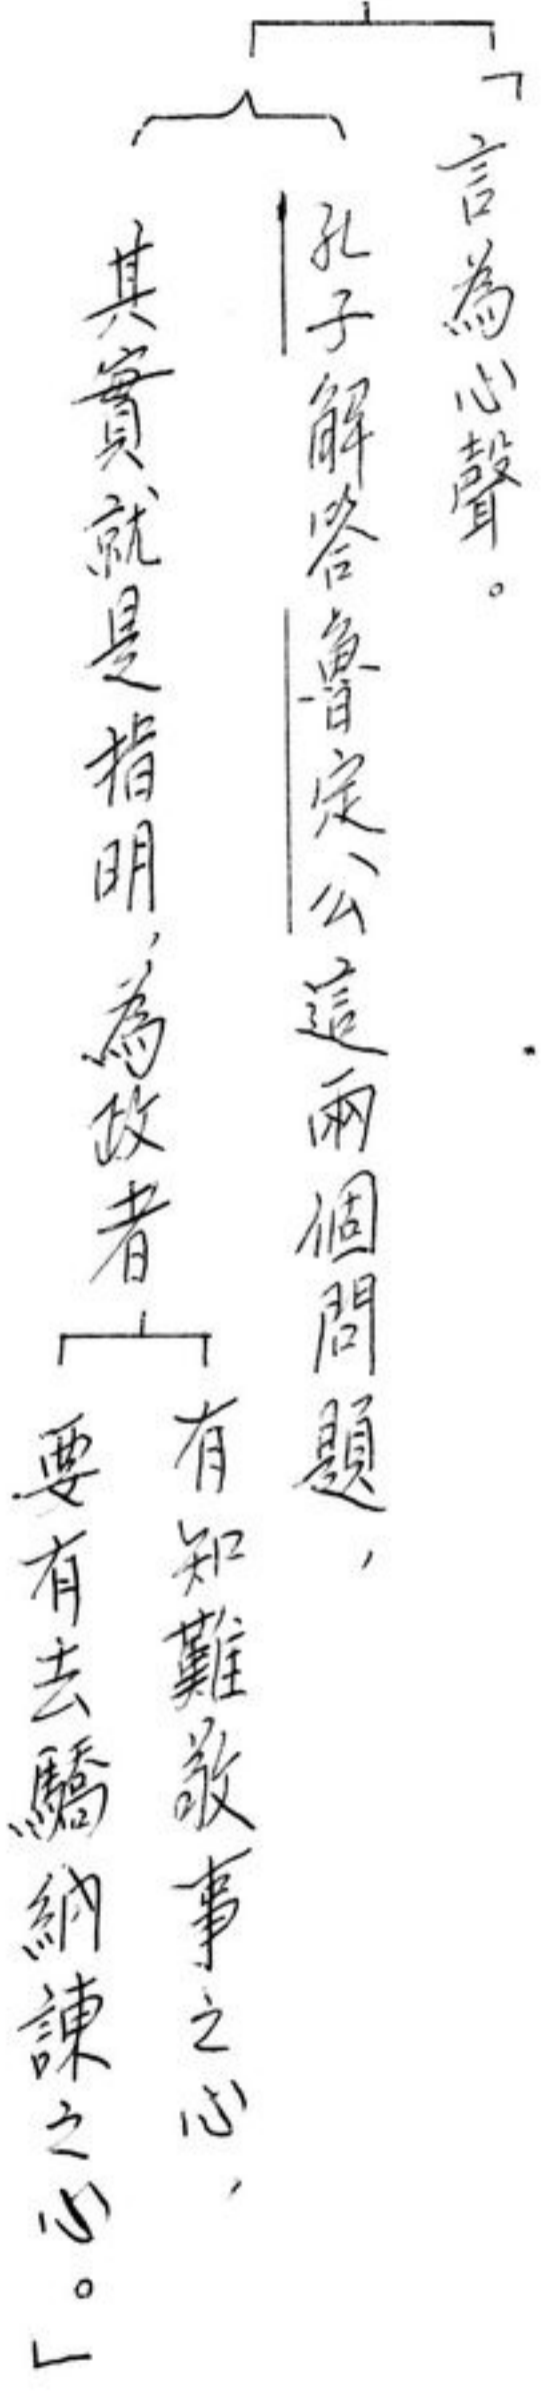 「言為心聲。
孔子解答魯定公這兩個問題，
其實就是指明，為政者
有知難敬事之心，
要有去驕納諫之心。」